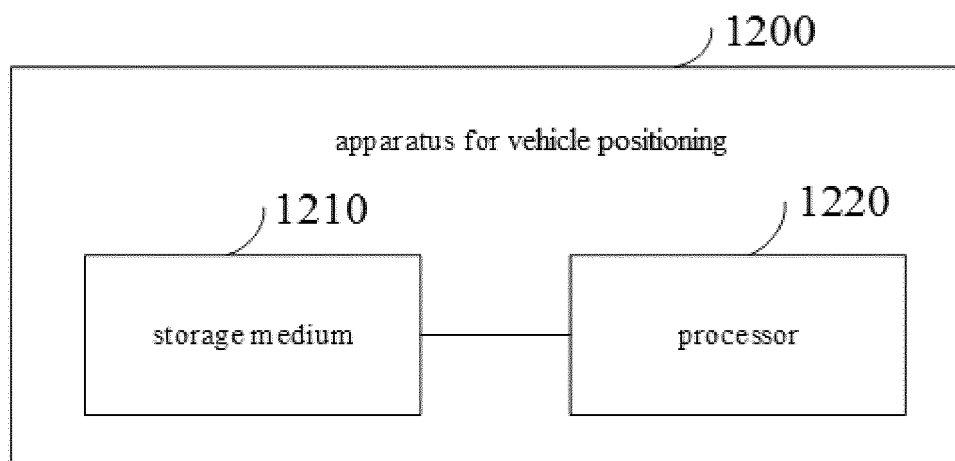 1200
apparatus for vehicle positioning
1210
1220
storage medium
processor